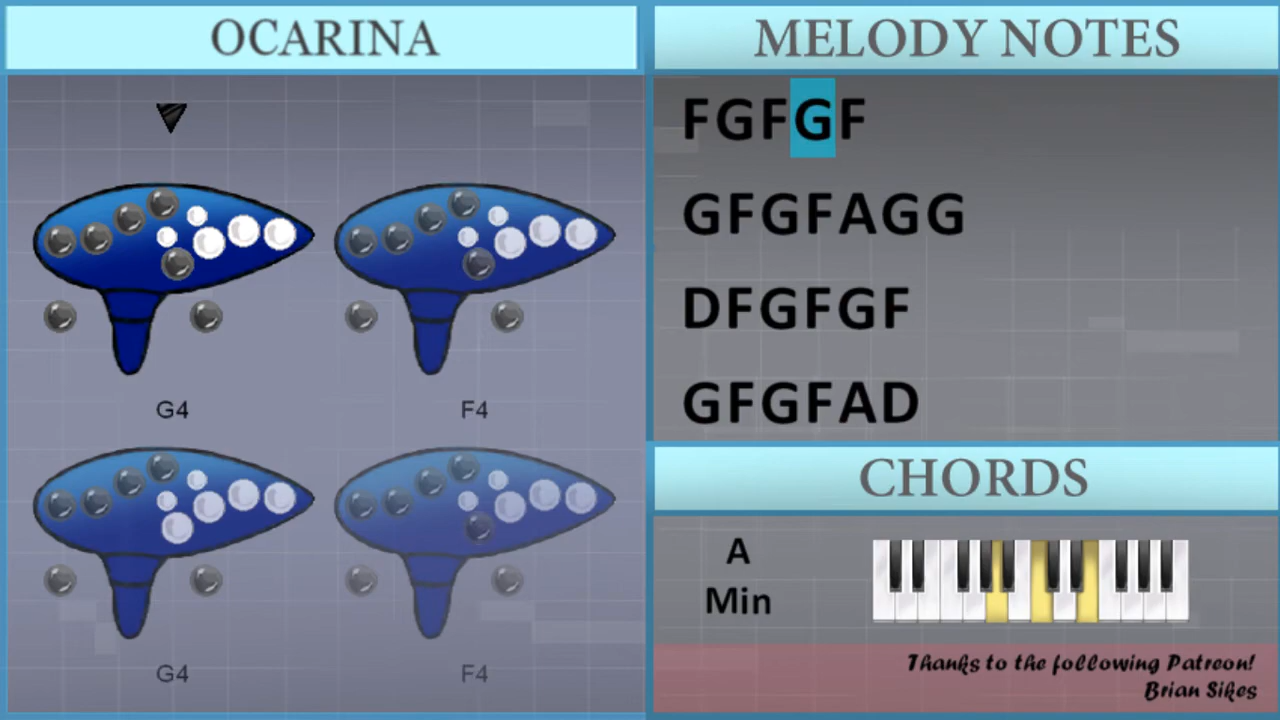 OCARINA
G4
F4
G4
F4
MELODY NOTES
FGFGF
GFGFAGG
DFGFGF
GFGFAD
CHORDS
A
Min
Thanks to the following Patreon!
Brian Sikes